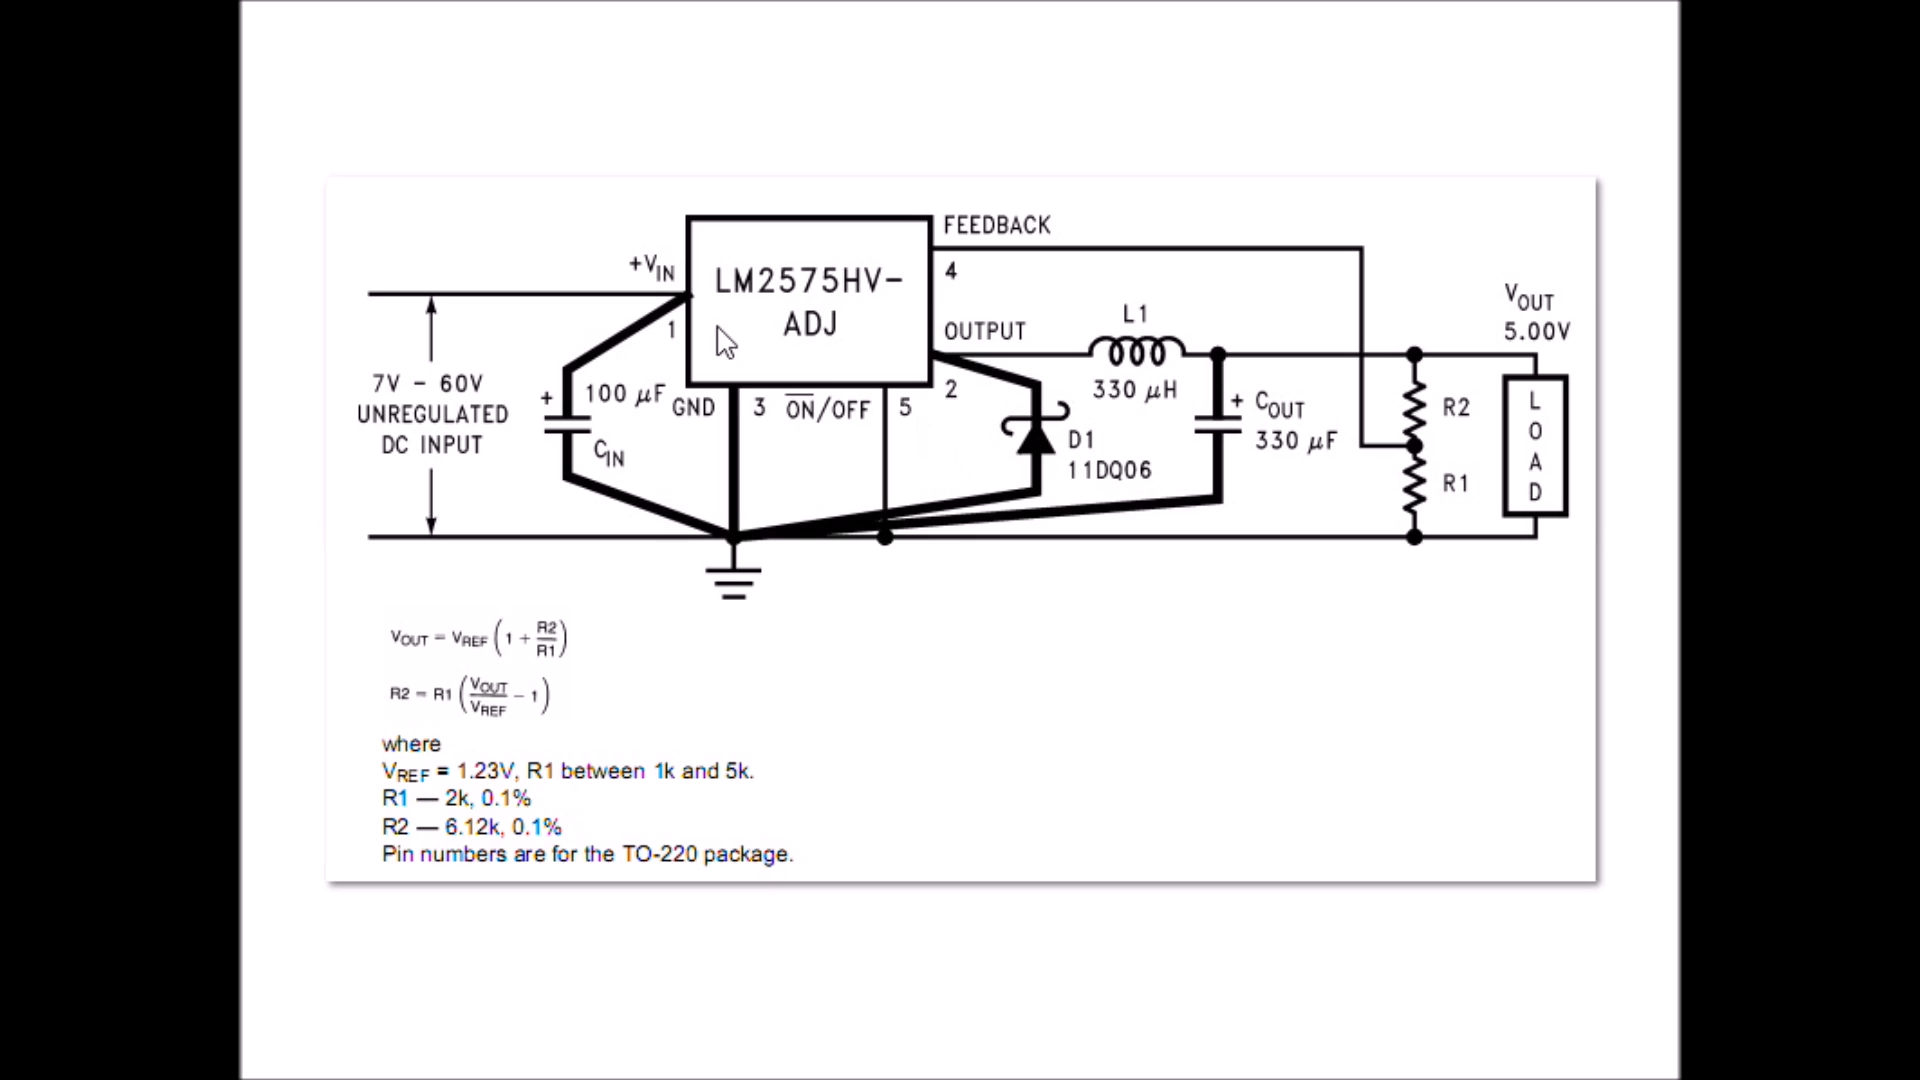 FEEDBACK
+VIN
LM2575HV-
ADJ
4
VOUT
5.00V
1
OUTPUT
L1
330 μH
2
7V - 60V
UNREGULATED
DC INPUT
+
100 μF
CIN
GND
3
ON/OFF
5
D1
11DQ06
+
COUT
330 μF
R2
R1
LOAD
VOUT = VREF (1 + R2/R1)
R2 = R1 (VOUT/VREF - 1)
where
VREF = 1.23V, R1 between 1k and 5k.
R1 — 2k, 0.1%
R2 — 6.12k, 0.1%
Pin numbers are for the TO-220 package.